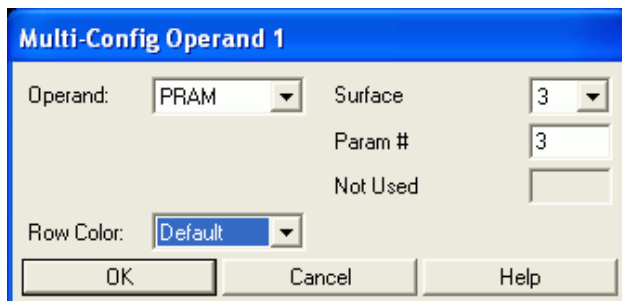 Multi-Config Operand 1
Operand: PRAM Surface 3
Param # 3
Not Used
Row Color: Default
OK Cancel Help